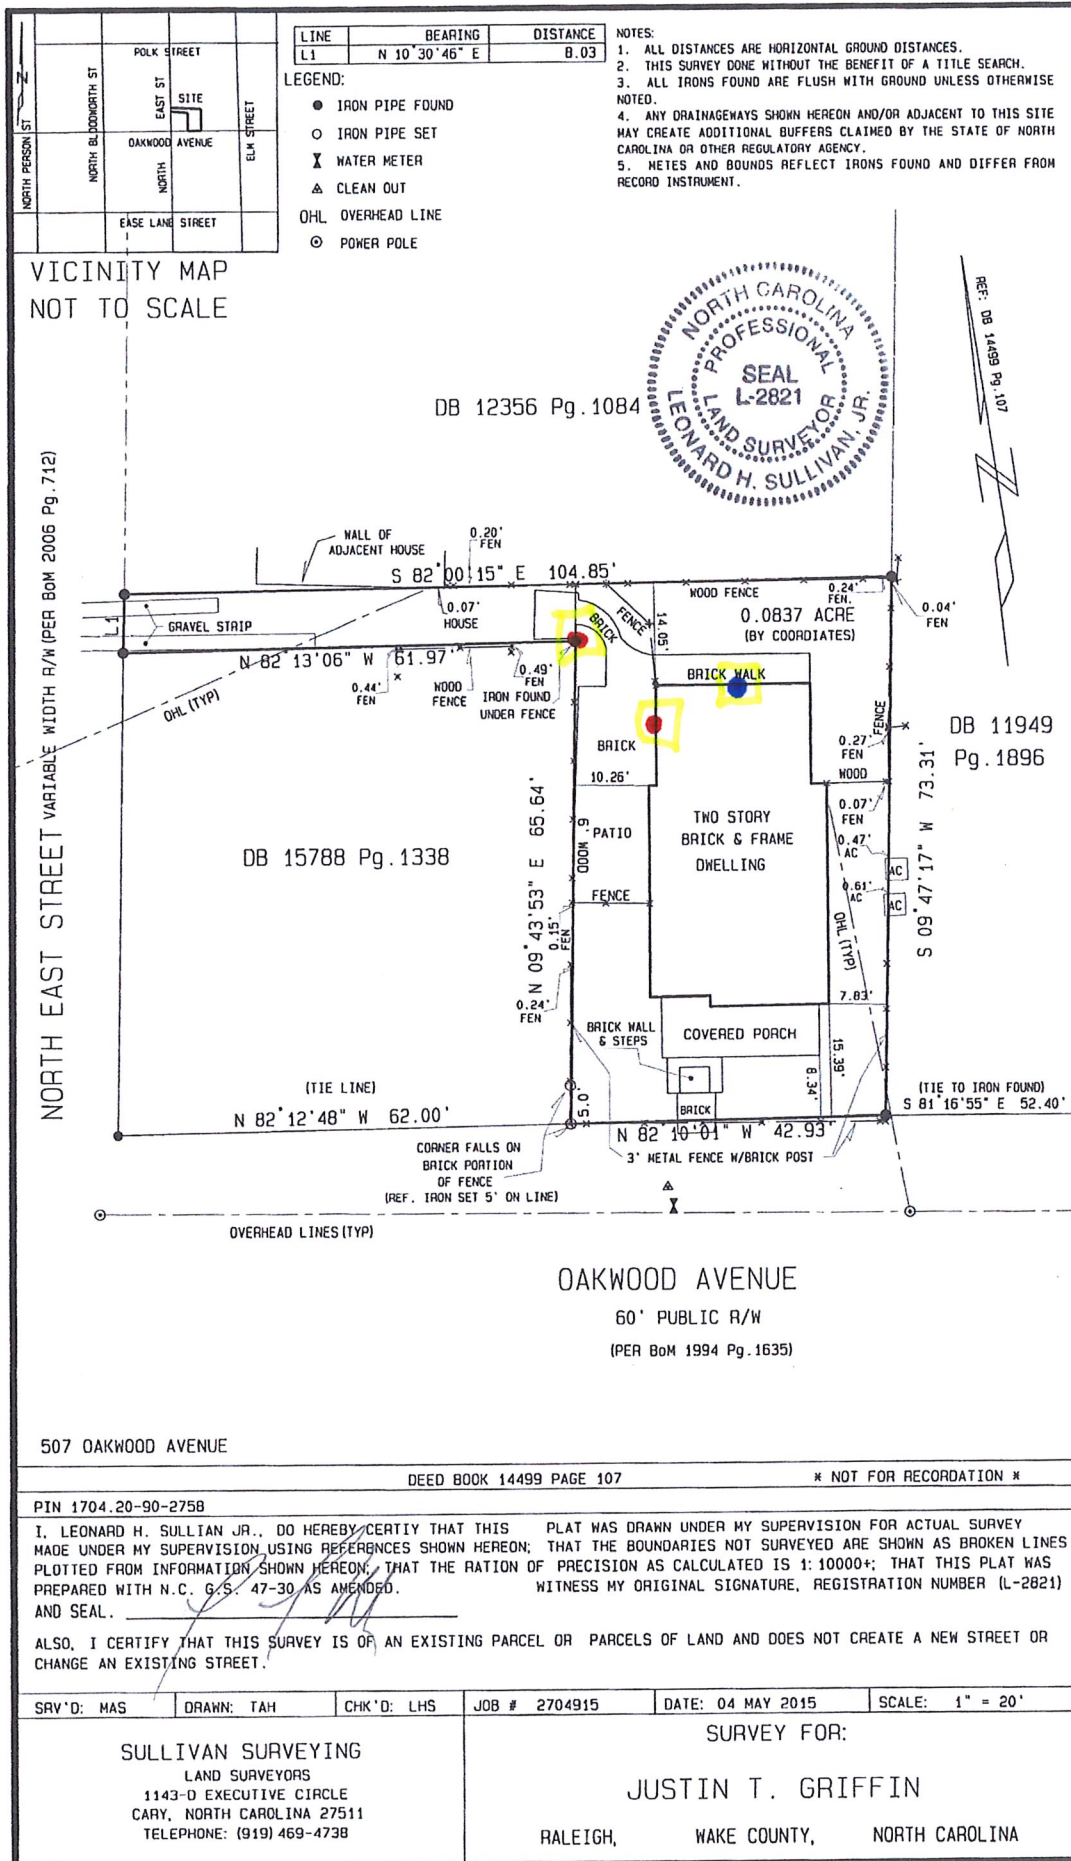 POLK STREET
NORTH PERSON ST
NORTH BLOODWORTH ST
NORTH EAST ST
SITE
OAKWOOD AVENUE
ELM STREET
EASE LANE STREET
VICINITY MAP
NOT TO SCALE
LINE BEARING DISTANCE
L1 N 10°30'46" E 8.03
LEGEND:
IRON PIPE FOUND
IRON PIPE SET
WATER METER
CLEAN OUT
OHL OVERHEAD LINE
POWER POLE
NOTES:
1. ALL DISTANCES ARE HORIZONTAL GROUND DISTANCES.
2. THIS SURVEY DONE WITHOUT THE BENEFIT OF A TITLE SEARCH.
3. ALL IRONS FOUND ARE FLUSH WITH GROUND UNLESS OTHERWISE
NOTED.
4. ANY DRAINAGEWAYS SHOWN HEREON AND/OR ADJACENT TO THIS SITE
MAY CREATE ADDITIONAL BUFFERS CLAIMED BY THE STATE OF NORTH
CAROLINA OR OTHER REGULATORY AGENCY.
5. METES AND BOUNDS REFLECT IRONS FOUND AND DIFFER FROM
RECORD INSTRUMENT.
NORTH CAROLINA
PROFESSIONAL
SEAL
L-2821
LAND SURVEYOR
LEONARD H. SULLIVAN, JR.
REF: DB 14499 Pg.107
DB 12356 Pg.1084
NORTH EAST STREET VARIABLE WIDTH R/W (PER BoM 2006 Pg.712)
WALL OF
ADJACENT HOUSE
0.20'
FEN
S 82°00'15" E 104.85'
L1
GRAVEL STRIP
0.07'
HOUSE
FENCE
BRICK
14.05'
WOOD FENCE
0.24'
FEN.
0.04'
FEN
0.0837 ACRE
(BY COORDIATES)
N 82°13'06" W 61.97'
0.44'
FEN
WOOD
FENCE
0.49'
FEN
IRON FOUND
UNDER FENCE
BRICK WALK
OHL (TYP)
BRICK
10.26'
PATIO
FENCE
0.27'
FEN
FENCE
WOOD
0.07'
FEN
0.47'
AC
AC
0.61'
AC
AC
DB 11949
Pg.1896
S 09°47'17" W 73.31'
TWO STORY
BRICK & FRAME
DWELLING
DB 15788 Pg.1338
N 09°43'53" E 65.64'
6' WOOD
0.15'
FEN
0.24'
FEN
OHL (TYP)
7.83'
COVERED PORCH
BRICK WALL
& STEPS
15.39'
8.34'
BRICK
5.0'
(TIE LINE)
N 82°12'48" W 62.00'
N 82°10'01" W 42.93'
(TIE TO IRON FOUND)
S 81°16'55" E 52.40'
3' METAL FENCE W/BRICK POST
CORNER FALLS ON
BRICK PORTION
OF FENCE
(REF. IRON SET 5' ON LINE)
OVERHEAD LINES (TYP)
OAKWOOD AVENUE
60' PUBLIC R/W
(PER BoM 1994 Pg.1635)
507 OAKWOOD AVENUE
DEED BOOK 14499 PAGE 107 * NOT FOR RECORDATION *
PIN 1704.20-90-2758
I, LEONARD H. SULLIAN JR., DO HEREBY CERTIY THAT THIS PLAT WAS DRAWN UNDER MY SUPERVISION FOR ACTUAL SURVEY
MADE UNDER MY SUPERVISION USING REFERENCES SHOWN HEREON; THAT THE BOUNDARIES NOT SURVEYED ARE SHOWN AS BROKEN LINES
PLOTTED FROM INFORMATION SHOWN HEREON; THAT THE RATION OF PRECISION AS CALCULATED IS 1:10000+; THAT THIS PLAT WAS
PREPARED WITH N.C. G.S. 47-30 AS AMENDED. WITNESS MY ORIGINAL SIGNATURE, REGISTRATION NUMBER (L-2821)
AND SEAL.
ALSO, I CERTIFY THAT THIS SURVEY IS OF AN EXISTING PARCEL OR PARCELS OF LAND AND DOES NOT CREATE A NEW STREET OR
CHANGE AN EXISTING STREET.
SRV'D: MAS DRAWN: TAH CHK'D: LHS JOB # 2704915 DATE: 04 MAY 2015 SCALE: 1" = 20'
SULLIVAN SURVEYING
LAND SURVEYORS
1143-D EXECUTIVE CIRCLE
CARY, NORTH CAROLINA 27511
TELEPHONE: (919) 469-4738
SURVEY FOR:
JUSTIN T. GRIFFIN
RALEIGH, WAKE COUNTY, NORTH CAROLINA